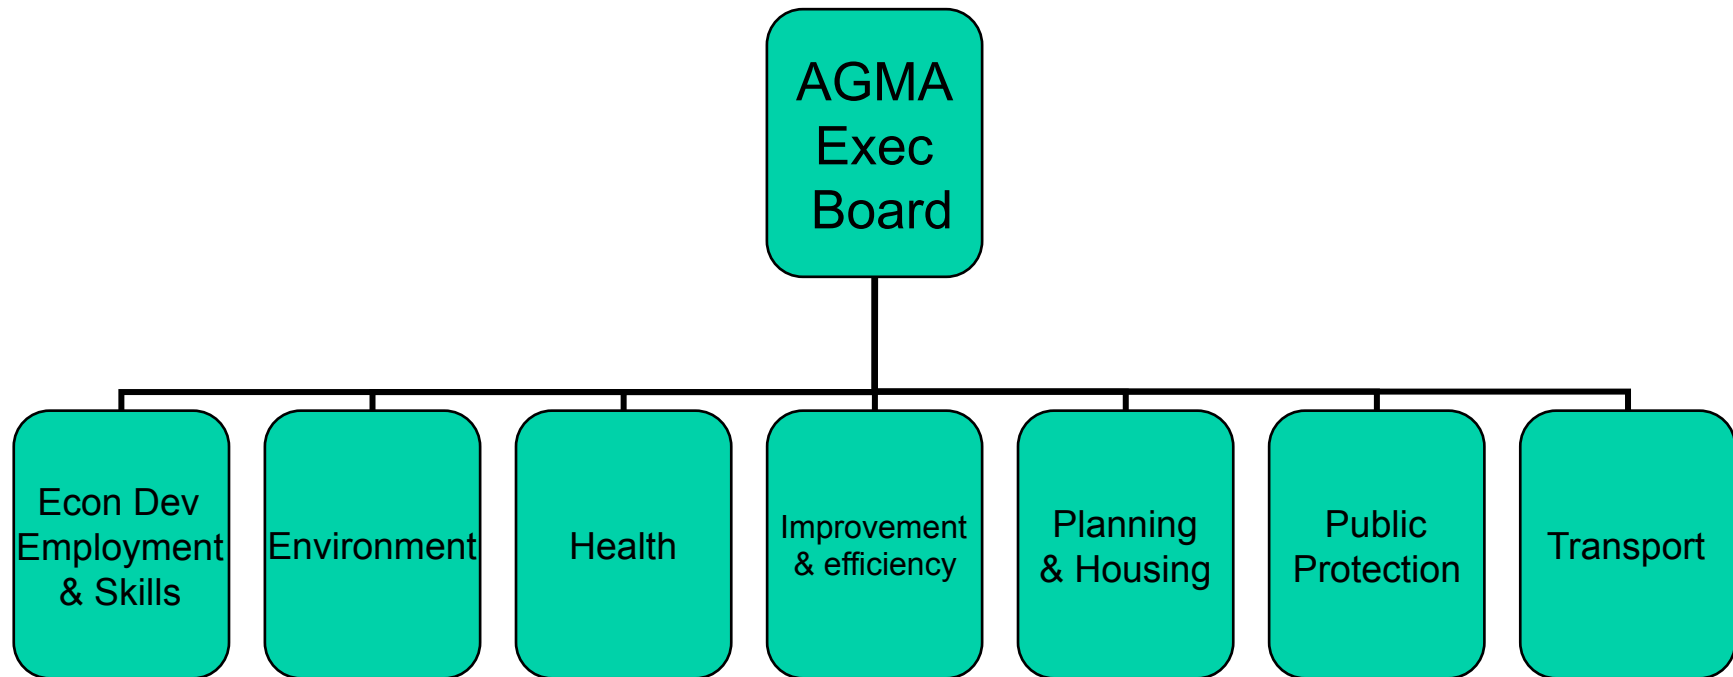 AGMA
Exec
Board
Econ Dev
Employment
& Skills
Environment
Health
Improvement
& efficiency
Planning
& Housing
Public
Protection
Transport